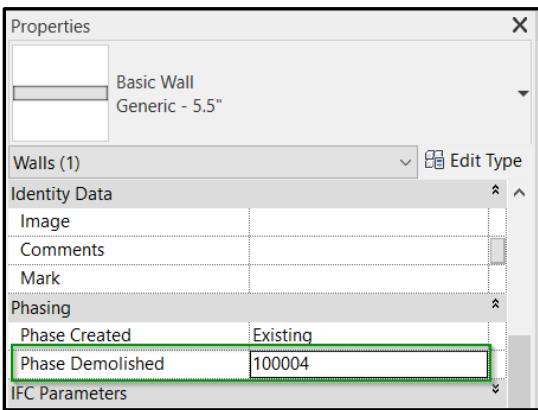 Properties
Basic Wall
Generic - 5.5"
Walls (1) Edit Type
Identity Data
Image
Comments
Mark
Phasing
Phase Created Existing
Phase Demolished 100004
IFC Parameters